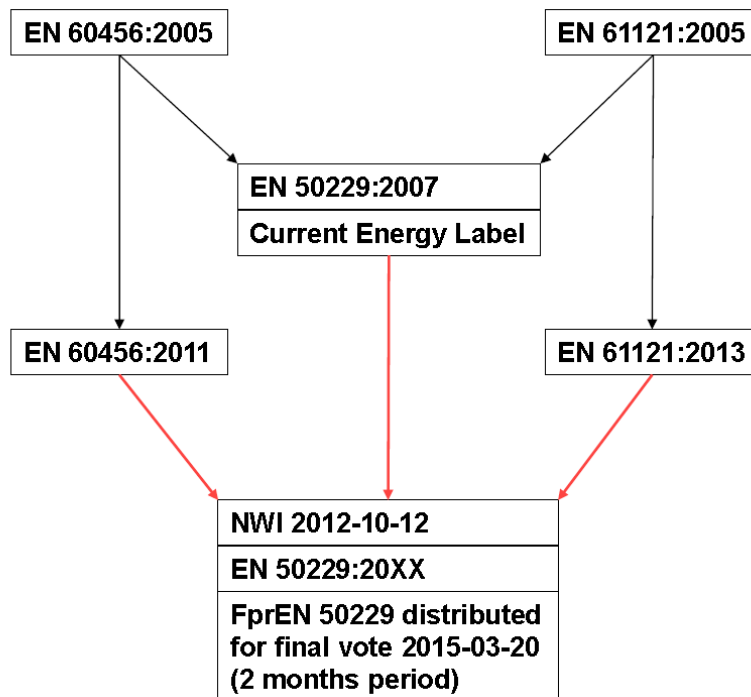 EN 60456:2005
EN 61121:2005
EN 50229:2007
Current Energy Label
EN 60456:2011
EN 61121:2013
NWI 2012-10-12
EN 50229:20XX
FprEN 50229 distributed
for final vote 2015-03-20
(2 months period)